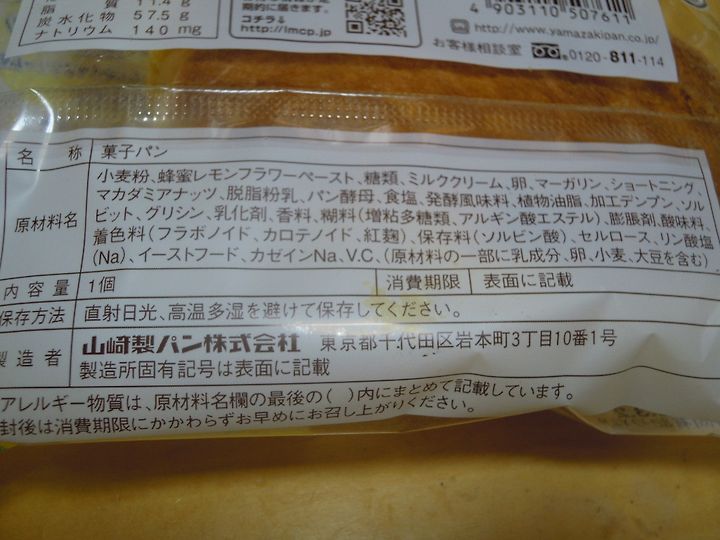 脂 質 11.4 g
炭水化物 57.5 g
ナトリウム 140 mg
コチラ
http://lmcp.jp/
4 903110 507611
http://www.yamazakipan.co.jp/
お客様相談室 0120-811-114
名 称 菓子パン
原材料名 小麦粉、蜂蜜レモンフラワーペースト、糖類、ミルククリーム、卵、マーガリン、ショートニング、
マカダミアナッツ、脱脂粉乳、パン酵母、食塩、発酵風味料、植物油脂、加工デンプン、ソル
ビット、グリシン、乳化剤、香料、糊料(増粘多糖類、アルギン酸エステル)、膨脹剤、酸味料、
着色料(フラボノイド、カロテノイド、紅麹)、保存料(ソルビン酸)、セルロース、リン酸塩
(Na)、イーストフード、カゼインNa、V.C、(原材料の一部に乳成分、卵、小麦、大豆を含む)
内容量 1個 消費期限 表面に記載
保存方法 直射日光、高温多湿を避けて保存してください。
製造者 山崎製パン株式会社 東京都千代田区岩本町3丁目10番1号
製造所固有記号は表面に記載
アレルギー物質は、原材料名欄の最後の( )内にまとめて記載しています。
封後は消費期限にかかわらずお早めにお召し上がりください。